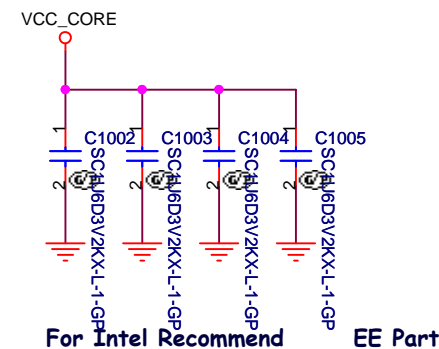 VCC_CORE
1
C1002
2
SC1U6D3V2KX-L-1-GP
1
C1003
2
SC1U6D3V2KX-L-1-GP
1
C1004
2
SC1U6D3V2KX-L-1-GP
1
C1005
2
SC1U6D3V2KX-L-1-GP
For Intel Recommend
EE Part